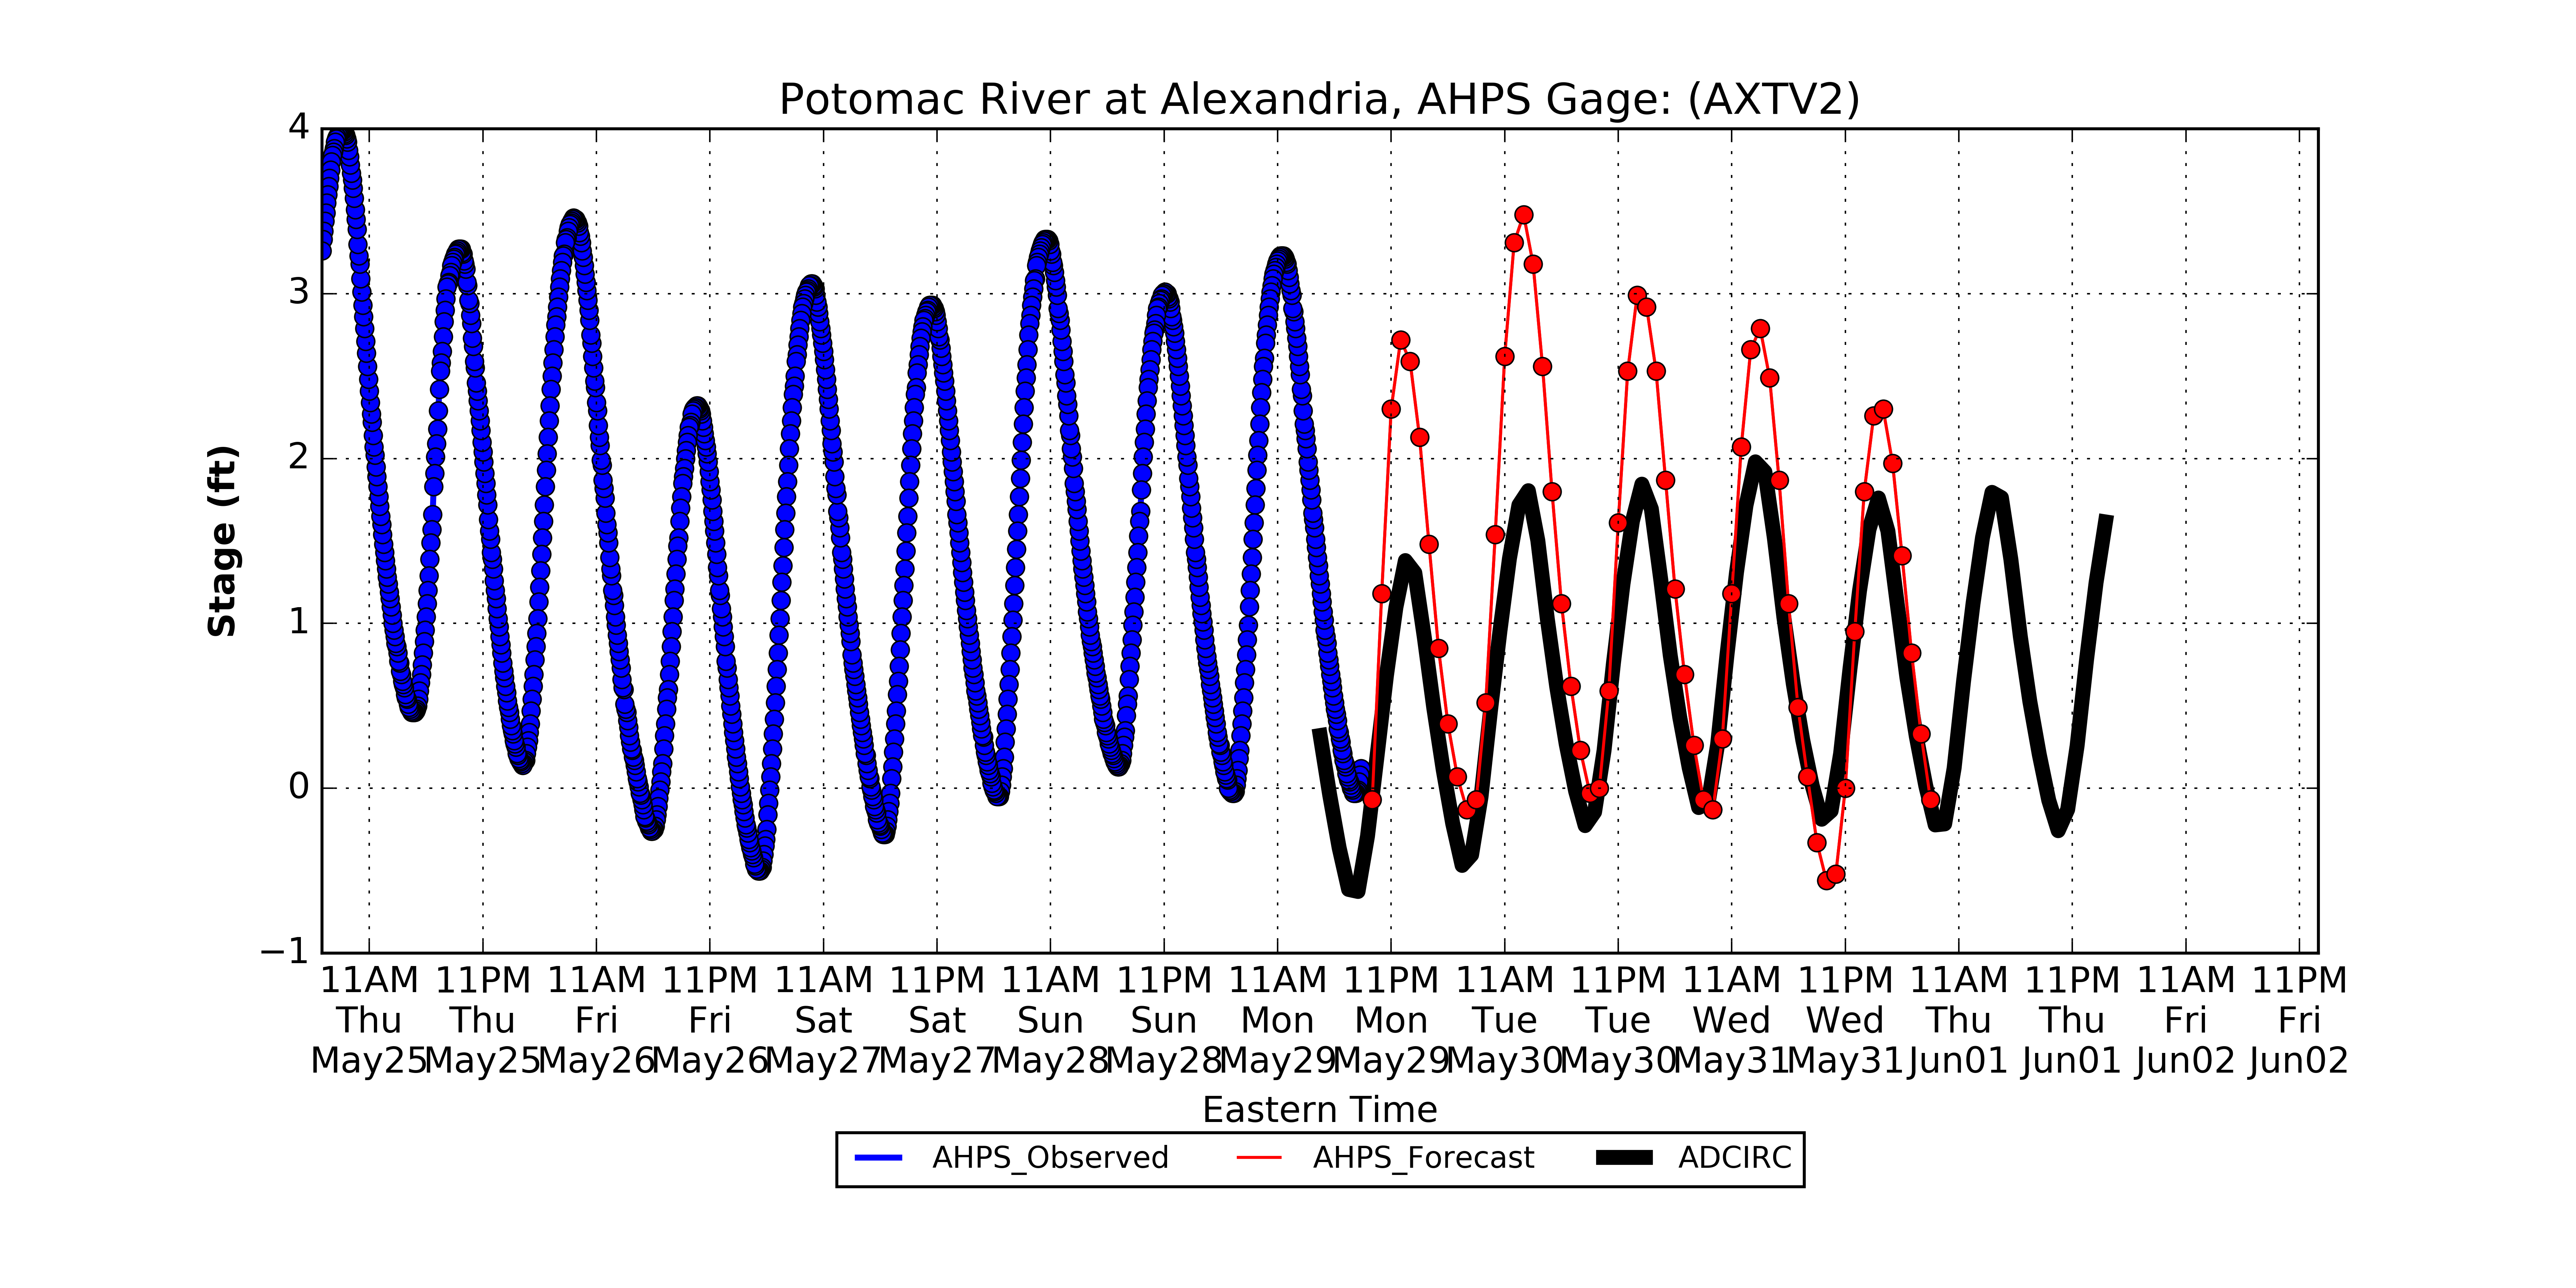 Potomac River at Alexandria, AHPS Gage: (AXTV2)
4
3
2
1
0
−1
Stage (ft)
11AM 11PM 11AM 11PM 11AM 11PM 11AM 11PM 11AM 11PM 11AM 11PM 11AM 11PM 11AM 11PM 11AM 11PM
Thu Thu Fri Fri Sat Sat Sun Sun Mon Mon Tue Tue Wed Wed Thu Thu Fri Fri
May25 May25 May26 May26 May27 May27 May28 May28 May29 May29 May30 May30 May31 May31 Jun01 Jun01 Jun02 Jun02
Eastern Time
AHPS_Observed AHPS_Forecast ADCIRC